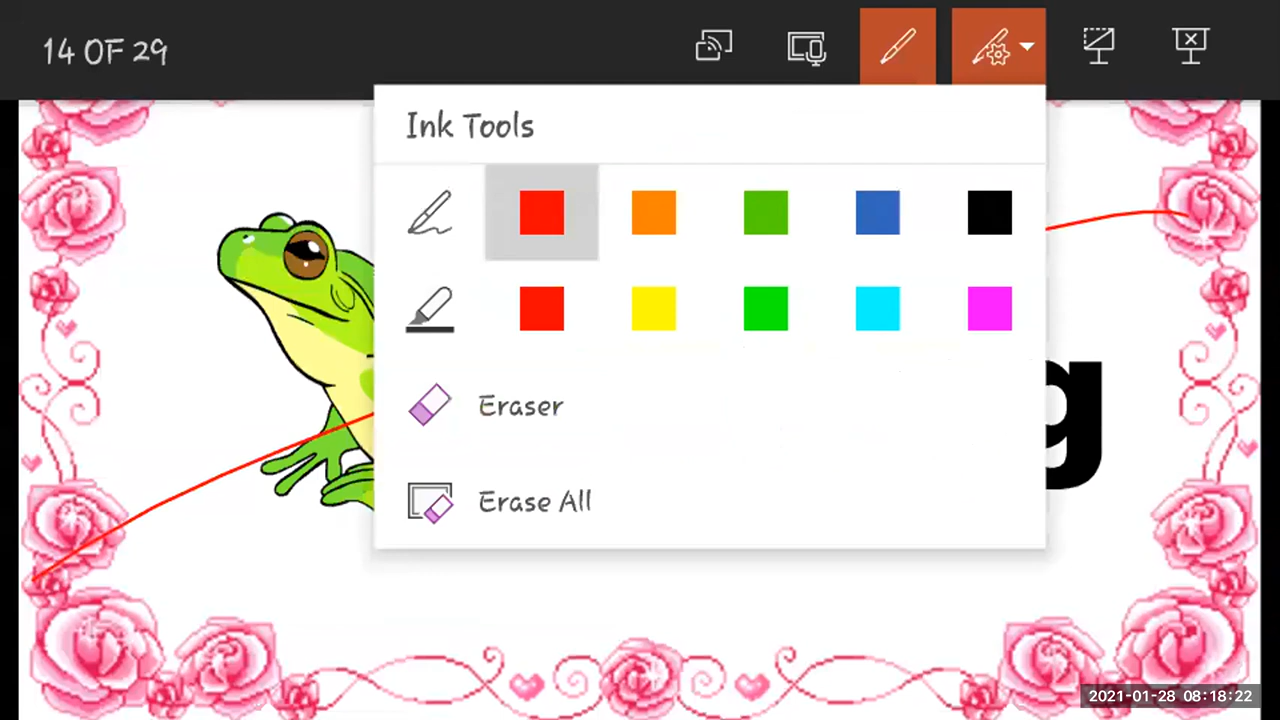 14 OF 29
Ink Tools
Eraser
Erase All
g
2021-01-28 08:18:22